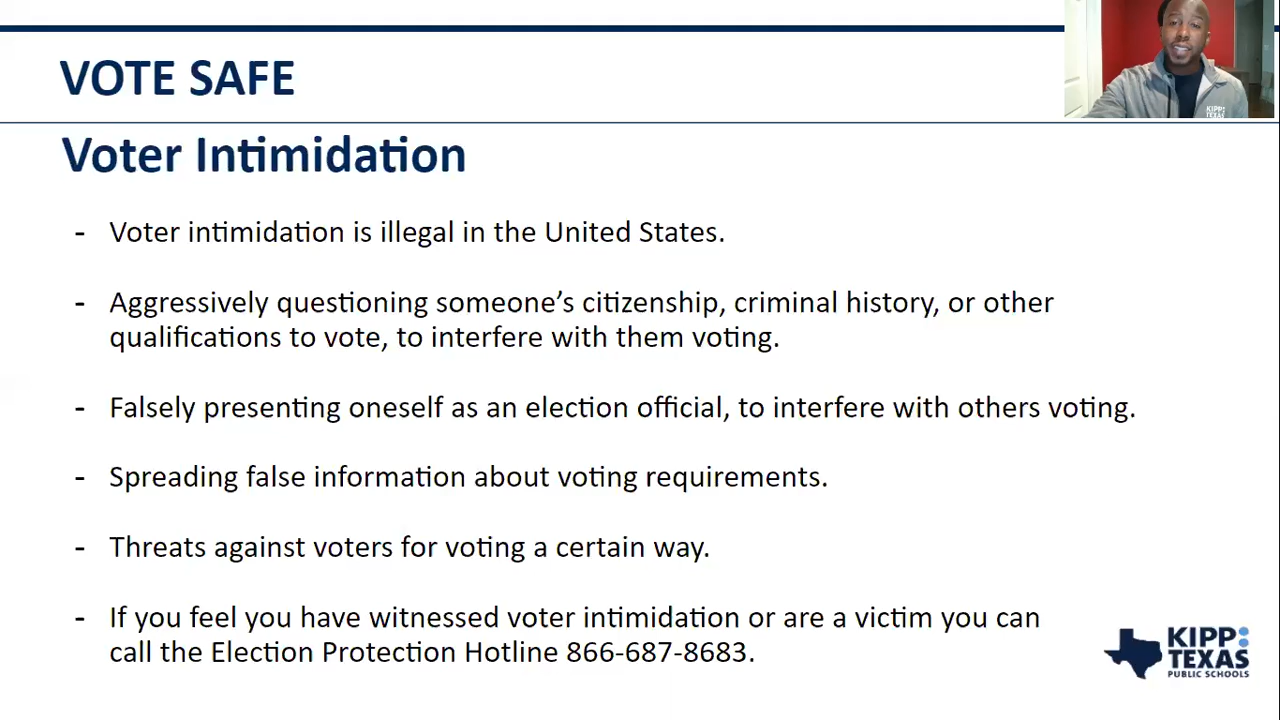 VOTE SAFE
Voter Intimidation
- Voter intimidation is illegal in the United States.
- Aggressively questioning someone’s citizenship, criminal history, or other
qualifications to vote, to interfere with them voting.
- Falsely presenting oneself as an election official, to interfere with others voting.
- Spreading false information about voting requirements.
- Threats against voters for voting a certain way.
- If you feel you have witnessed voter intimidation or are a victim you can
call the Election Protection Hotline 866-687-8683.
KIPP:
TEXAS
PUBLIC SCHOOLS
KIPP:
TEXAS